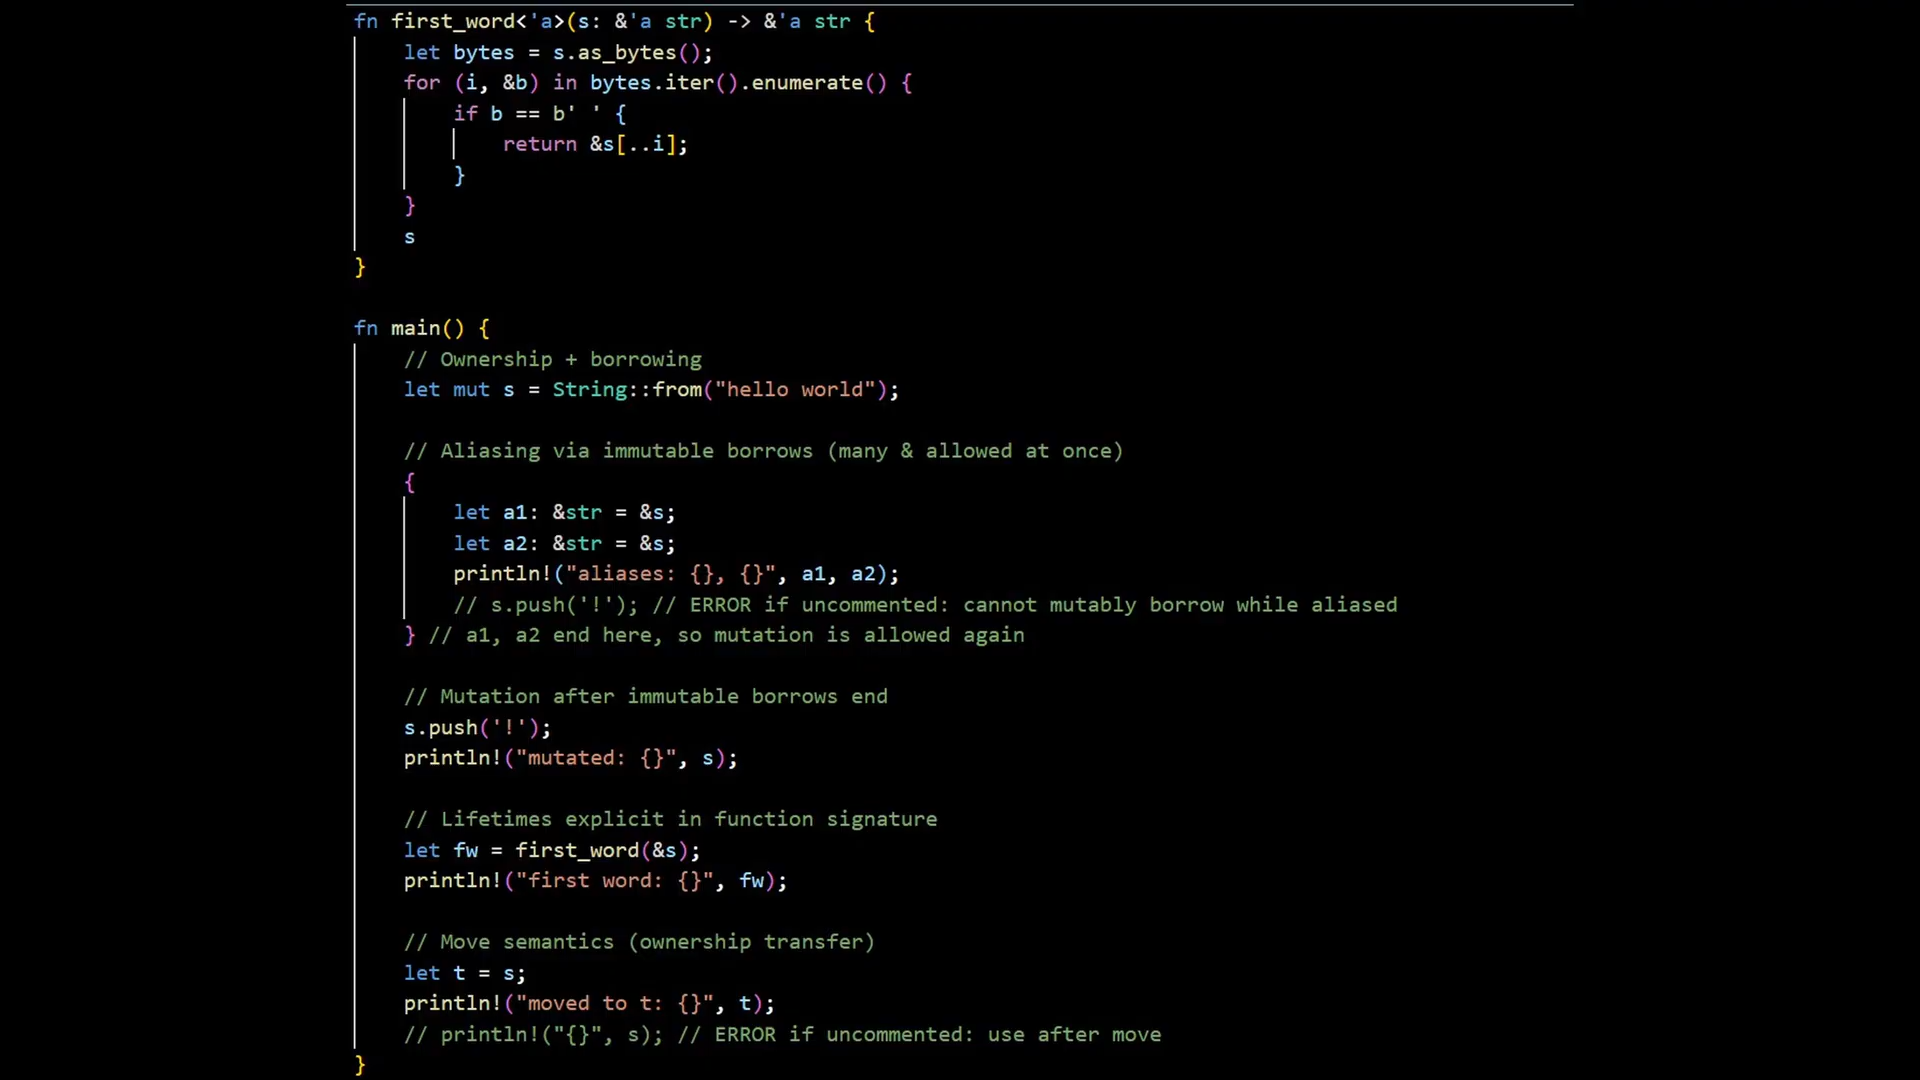 fn first_word<'a>(s: &'a str) -> &'a str {
    let bytes = s.as_bytes();
    for (i, &b) in bytes.iter().enumerate() {
        if b == b' ' {
            return &s[..i];
        }
    }
    s
}

fn main() {
    // Ownership + borrowing
    let mut s = String::from("hello world");

    // Aliasing via immutable borrows (many & allowed at once)
    {
        let a1: &str = &s;
        let a2: &str = &s;
        println!("aliases: {}, {}", a1, a2);
        // s.push('!'); // ERROR if uncommented: cannot mutably borrow while aliased
    } // a1, a2 end here, so mutation is allowed again

    // Mutation after immutable borrows end
    s.push('!');
    println!("mutated: {}", s);

    // Lifetimes explicit in function signature
    let fw = first_word(&s);
    println!("first word: {}", fw);

    // Move semantics (ownership transfer)
    let t = s;
    println!("moved to t: {}", t);
    // println!("{}", s); // ERROR if uncommented: use after move
}